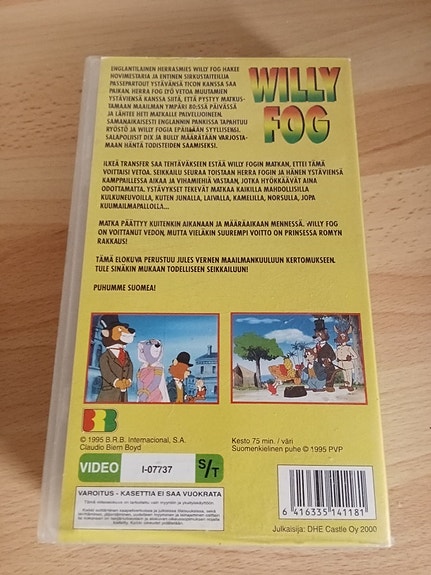 ENGLANTILAINEN HERRASMIES WILLY FOG HAKEE
HOVIMESTARIA JA ENTINEN SIRKUSTAITEILIJA
PASSEPARTOUT YSTÄVÄNSÄ TICON KANSSA SAA
PAIKAN. HERRA FOG LYÖ VETOA MUUTAMIEN
YSTÄVIENSÄ KANSSA SIITÄ, ETTÄ PYSTYY MATKUS-
TAMAAN MAAILMAN YMPÄRI 80:SSÄ PÄIVÄSSÄ
JA LÄHTEE HETI MATKALLE PALVELIJOINEEN.
SAMANAIKAISESTI ENGLANNIN PANKISSA TAPAHTUU
RYÖSTÖ JA WILLY FOGIA EPÄILLÄÄN SYYLLISEKSI.
SALAPOLIISIT DIX JA BULLY MÄÄRÄTÄÄN VARJOSTA-
MAAN HÄNTÄ TODISTEIDEN SAAMISEKSI.
WILLY
FOG
ILKEÄ TRANSFER SAA TEHTÄVÄKSEEN ESTÄÄ WILLY FOGIN MATKAN, ETTEI TÄMÄ
VOITTAISI VETOA. SEIKKAILU SEURAA TOISTAAN HERRA FOGIN JA HÄNEN YSTÄVIENSÄ
KAMPPAILLESSA AIKAA JA VIHAMIEHIÄ VASTAAN, JOTKA HYÖKKÄÄVÄT AINA
ODOTTAMATTA. YSTÄVYKSET TEKEVÄT MATKAA KAIKILLA MAHDOLLISILLA
KULKUNEUVOILLA, KUTEN JUNALLA, LAIVALLA, KAMELILLA, NORSULLA, JOPA
KUUMAILMAPALLOLLA...
MATKA PÄÄTTYY KUITENKIN AIKANAAN JA MÄÄRÄAIKAAN MENNESSÄ. WILLY FOG
ON VOITTANUT VEDON, MUTTA VIELÄKIN SUUREMPI VOITTO ON PRINSESSA ROMYN
RAKKAUS!
TÄMÄ ELOKUVA PERUSTUU JULES VERNEN MAAILMANKUULUUN KERTOMUKSEEN.
TULE SINÄKIN MUKAAN TODELLISEEN SEIKKAILUUN!
PUHUMME SUOMEA!
BRB
© 1995 B.R.B. Internacional, S.A.
Claudio Biern Boyd
Kesto 75 min. / väri
Suomenkielinen puhe © 1995 PVP
VIDEO
I-07737
S/T
VAROITUS - KASETTIA EI SAA VUOKRATA
6 416335 141181
Julkaisija: DHE Castle Oy 2000